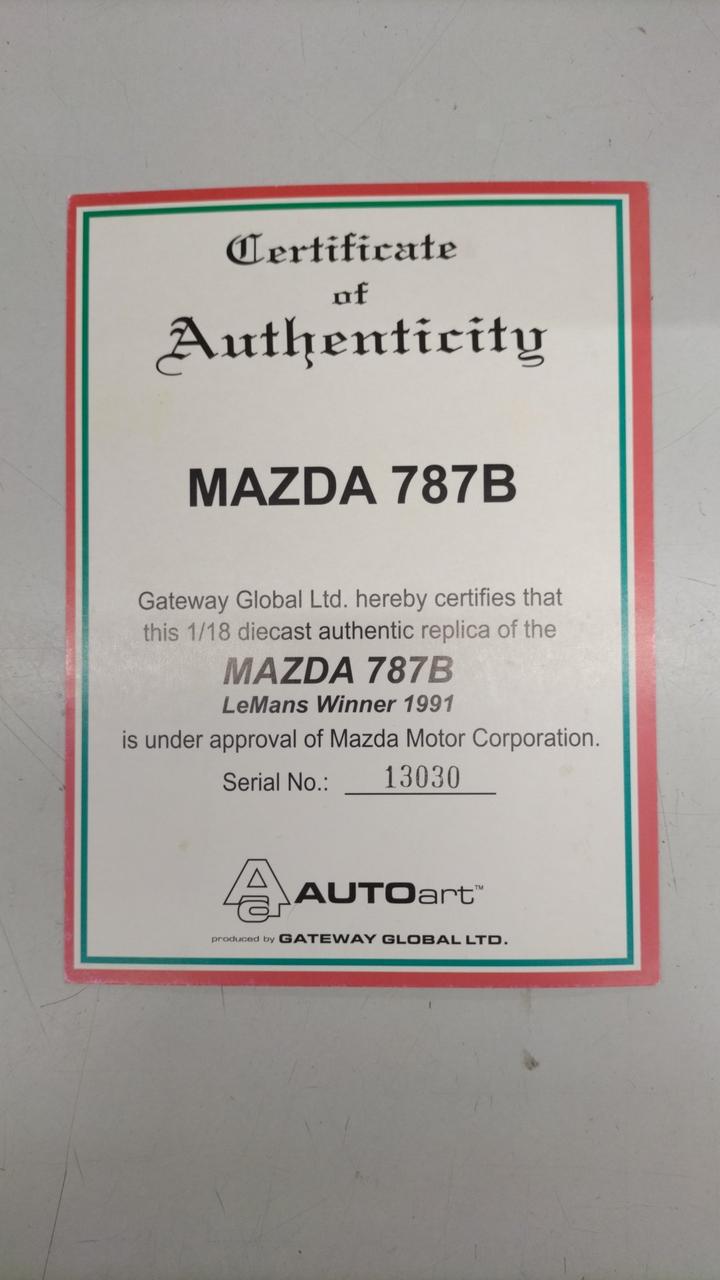 Certificate
of
Authenticity
MAZDA 787B
Gateway Global Ltd. hereby certifies that
this 1/18 diecast authentic replica of the
MAZDA 787B
LeMans Winner 1991
is under approval of Mazda Motor Corporation.
Serial No.: 13030
Aa AUTOart™
produced by GATEWAY GLOBAL LTD.